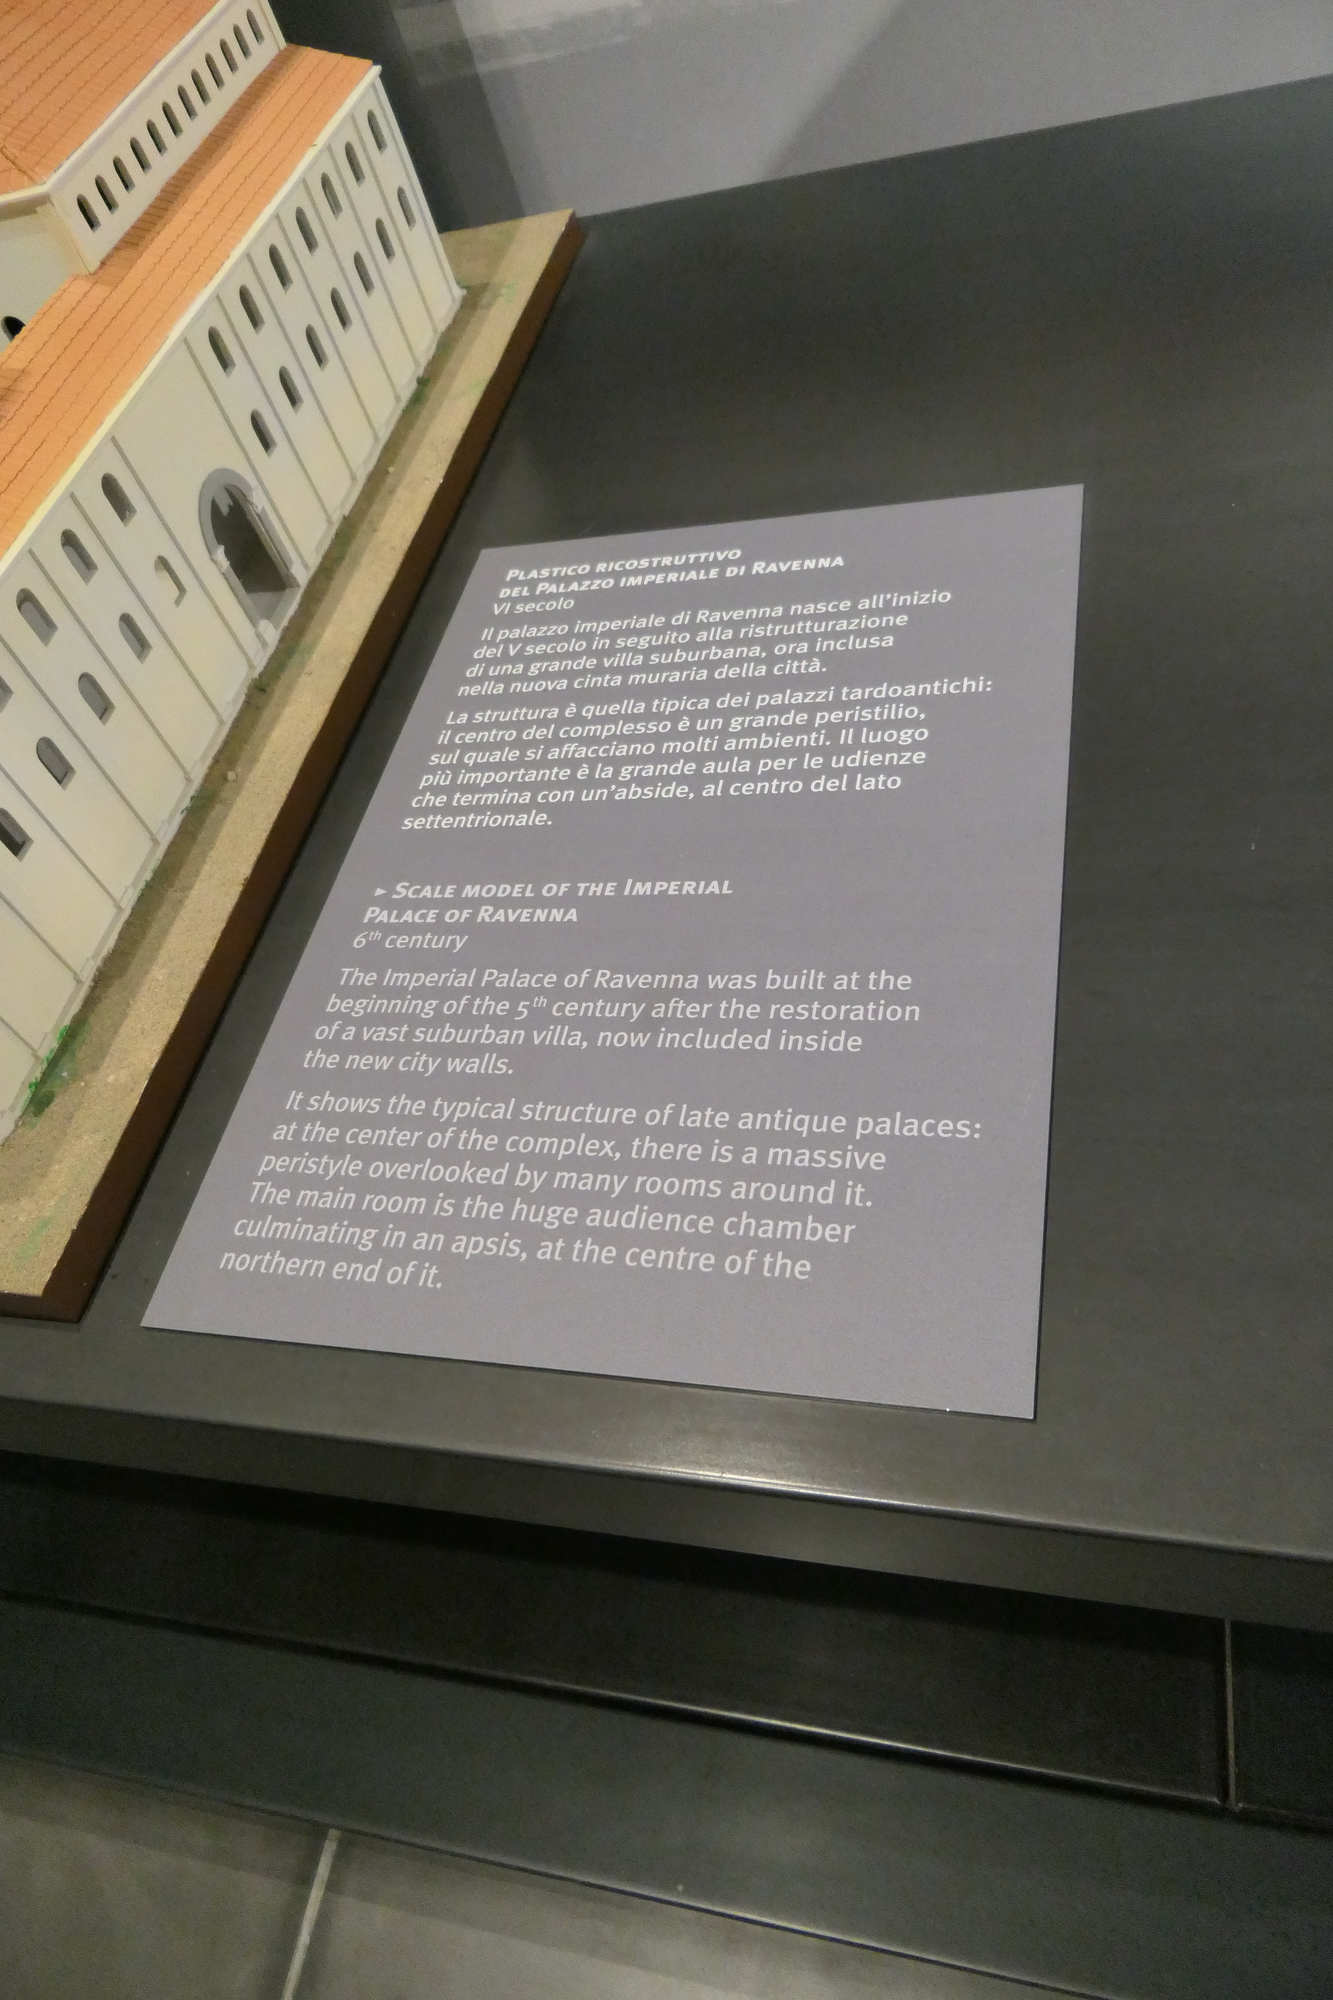 PLASTICO RICOSTRUTTIVO
DEL PALAZZO IMPERIALE DI RAVENNA
VI secolo
Il palazzo imperiale di Ravenna nasce all'inizio
del V secolo in seguito alla ristrutturazione
di una grande villa suburbana, ora inclusa
nella nuova cinta muraria della città.
La struttura è quella tipica dei palazzi tardoantichi:
il centro del complesso è un grande peristilio,
sul quale si affacciano molti ambienti. Il luogo
più importante è la grande aula per le udienze
che termina con un'abside, al centro del lato
settentrionale.
► SCALE MODEL OF THE IMPERIAL
PALACE OF RAVENNA
6th century
The Imperial Palace of Ravenna was built at the
beginning of the 5th century after the restoration
of a vast suburban villa, now included inside
the new city walls.
It shows the typical structure of late antique palaces:
at the center of the complex, there is a massive
peristyle overlooked by many rooms around it.
The main room is the huge audience chamber
culminating in an apsis, at the centre of the
northern end of it.